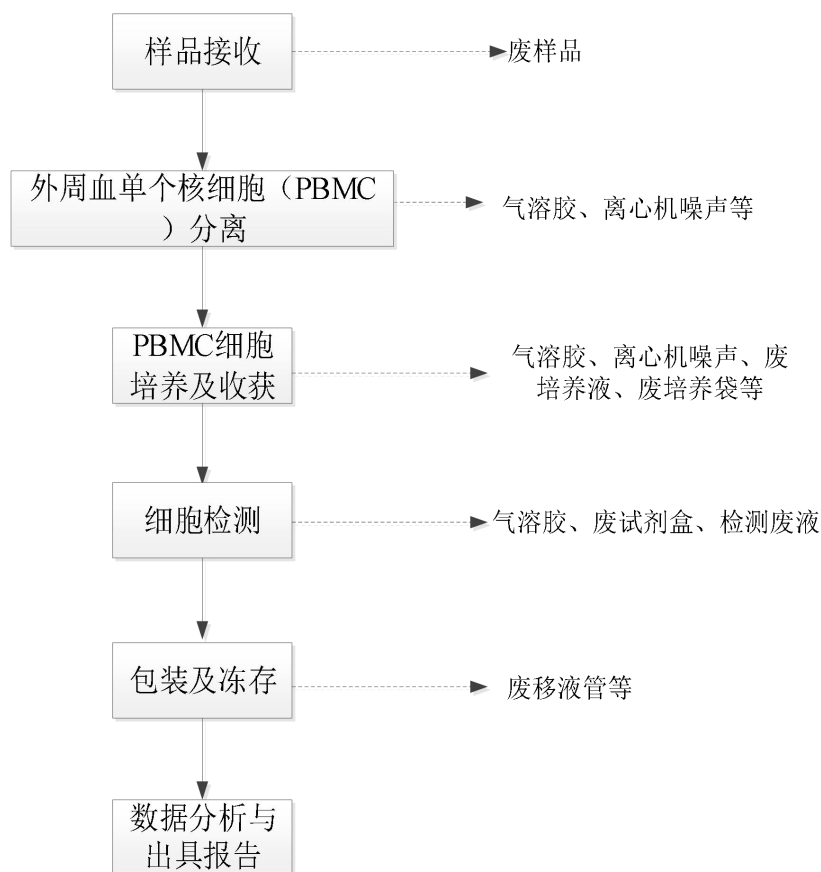 样品接收
废样品
外周血单个核细胞（PBMC
）分离
气溶胶、离心机噪声等
PBMC细胞
培养及收获
气溶胶、离心机噪声、废
培养液、废培养袋等
细胞检测
气溶胶、废试剂盒、检测废液
包装及冻存
废移液管等
数据分析与
出具报告